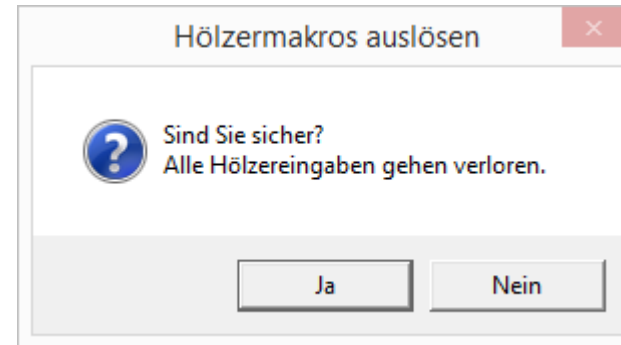 Hölzermakros auslösen
Sind Sie sicher?
Alle Hölzereingaben gehen verloren.
Ja
Nein